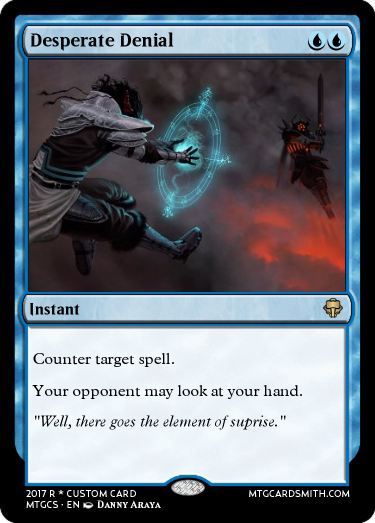 Desperate Denial
Instant
Counter target spell.
Your opponent may look at your hand.
"Well, there goes the element of suprise."
2017 R * CUSTOM CARD
MTGCARDSMITH.COM
MTGCS · EN DANNY ARAYA